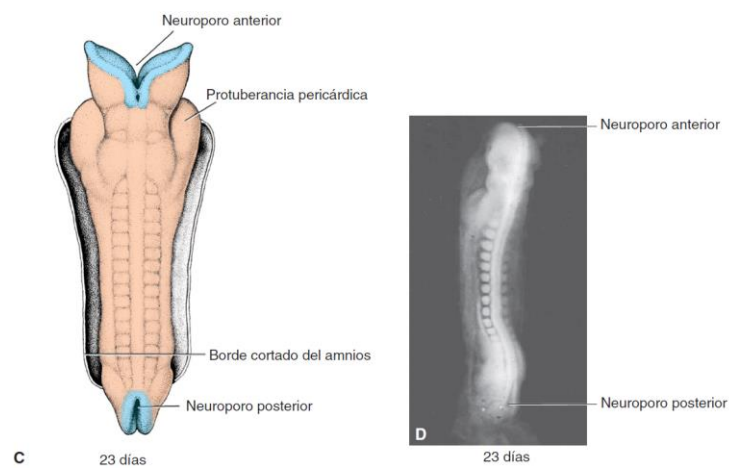 Neuroporo anterior
Protuberancia pericárdica
Borde cortado del amnios
Neuroporo posterior
C
23 días
Neuroporo anterior
Neuroporo posterior
D
23 días